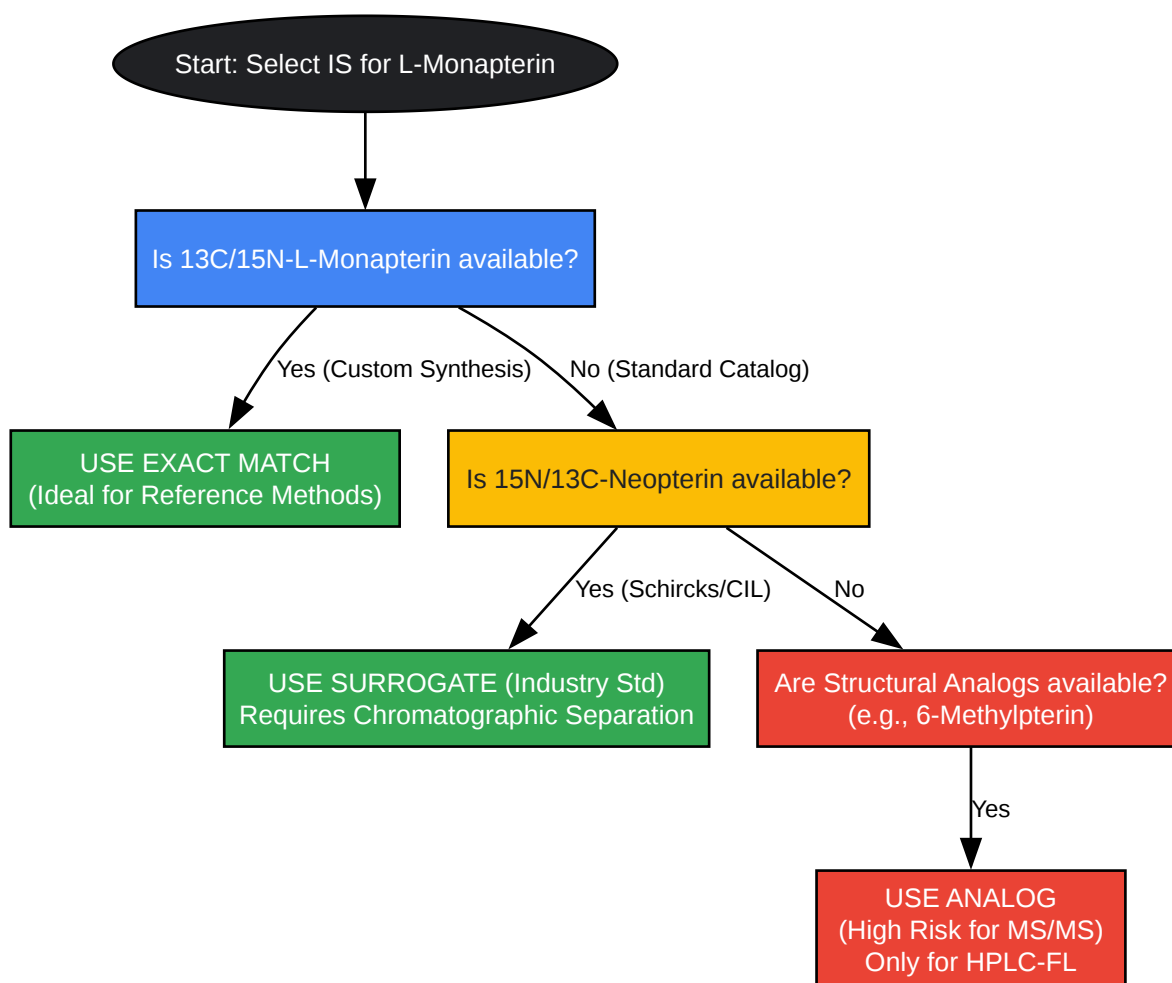 Start: Select IS for L-Monapterin
Is 13C/15N-L-Monapterin available?
Yes (Custom Synthesis)
No (Standard Catalog)
USE EXACT MATCH
(Ideal for Reference Methods)
Is 15N/13C-Neopterin available?
Yes (Schircks/CIL)
No
USE SURROGATE (Industry Std)
Requires Chromatographic Separation
Are Structural Analogs available?
(e.g., 6-Methylpterin)
Yes
USE ANALOG
(High Risk for MS/MS)
Only for HPLC-FL